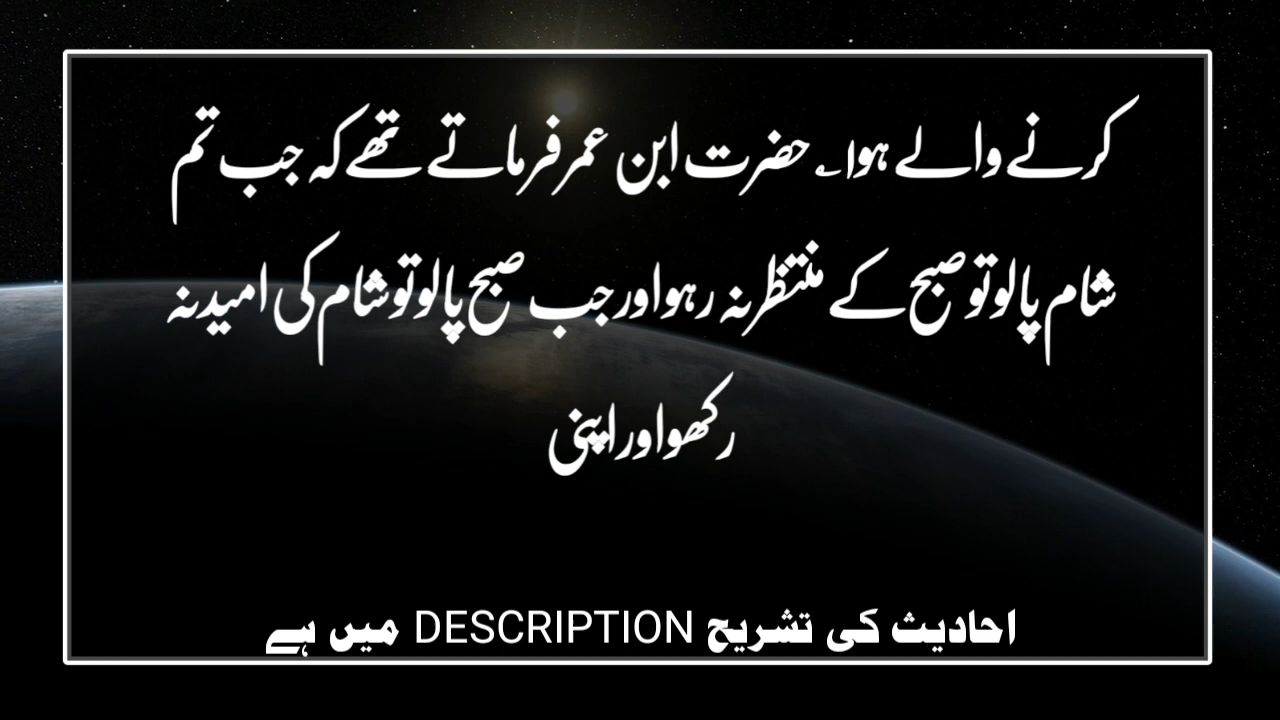 کرنے والے ہو۱؎ حضرت ابن عمر فرماتے تھے کہ جب تم
شام پالو تو صبح کے منتظر نہ رہو اور جب صبح پالو تو شام کی امید نہ
رکھو اور اپنی
احادیث کی تشریح DESCRIPTION میں ہے